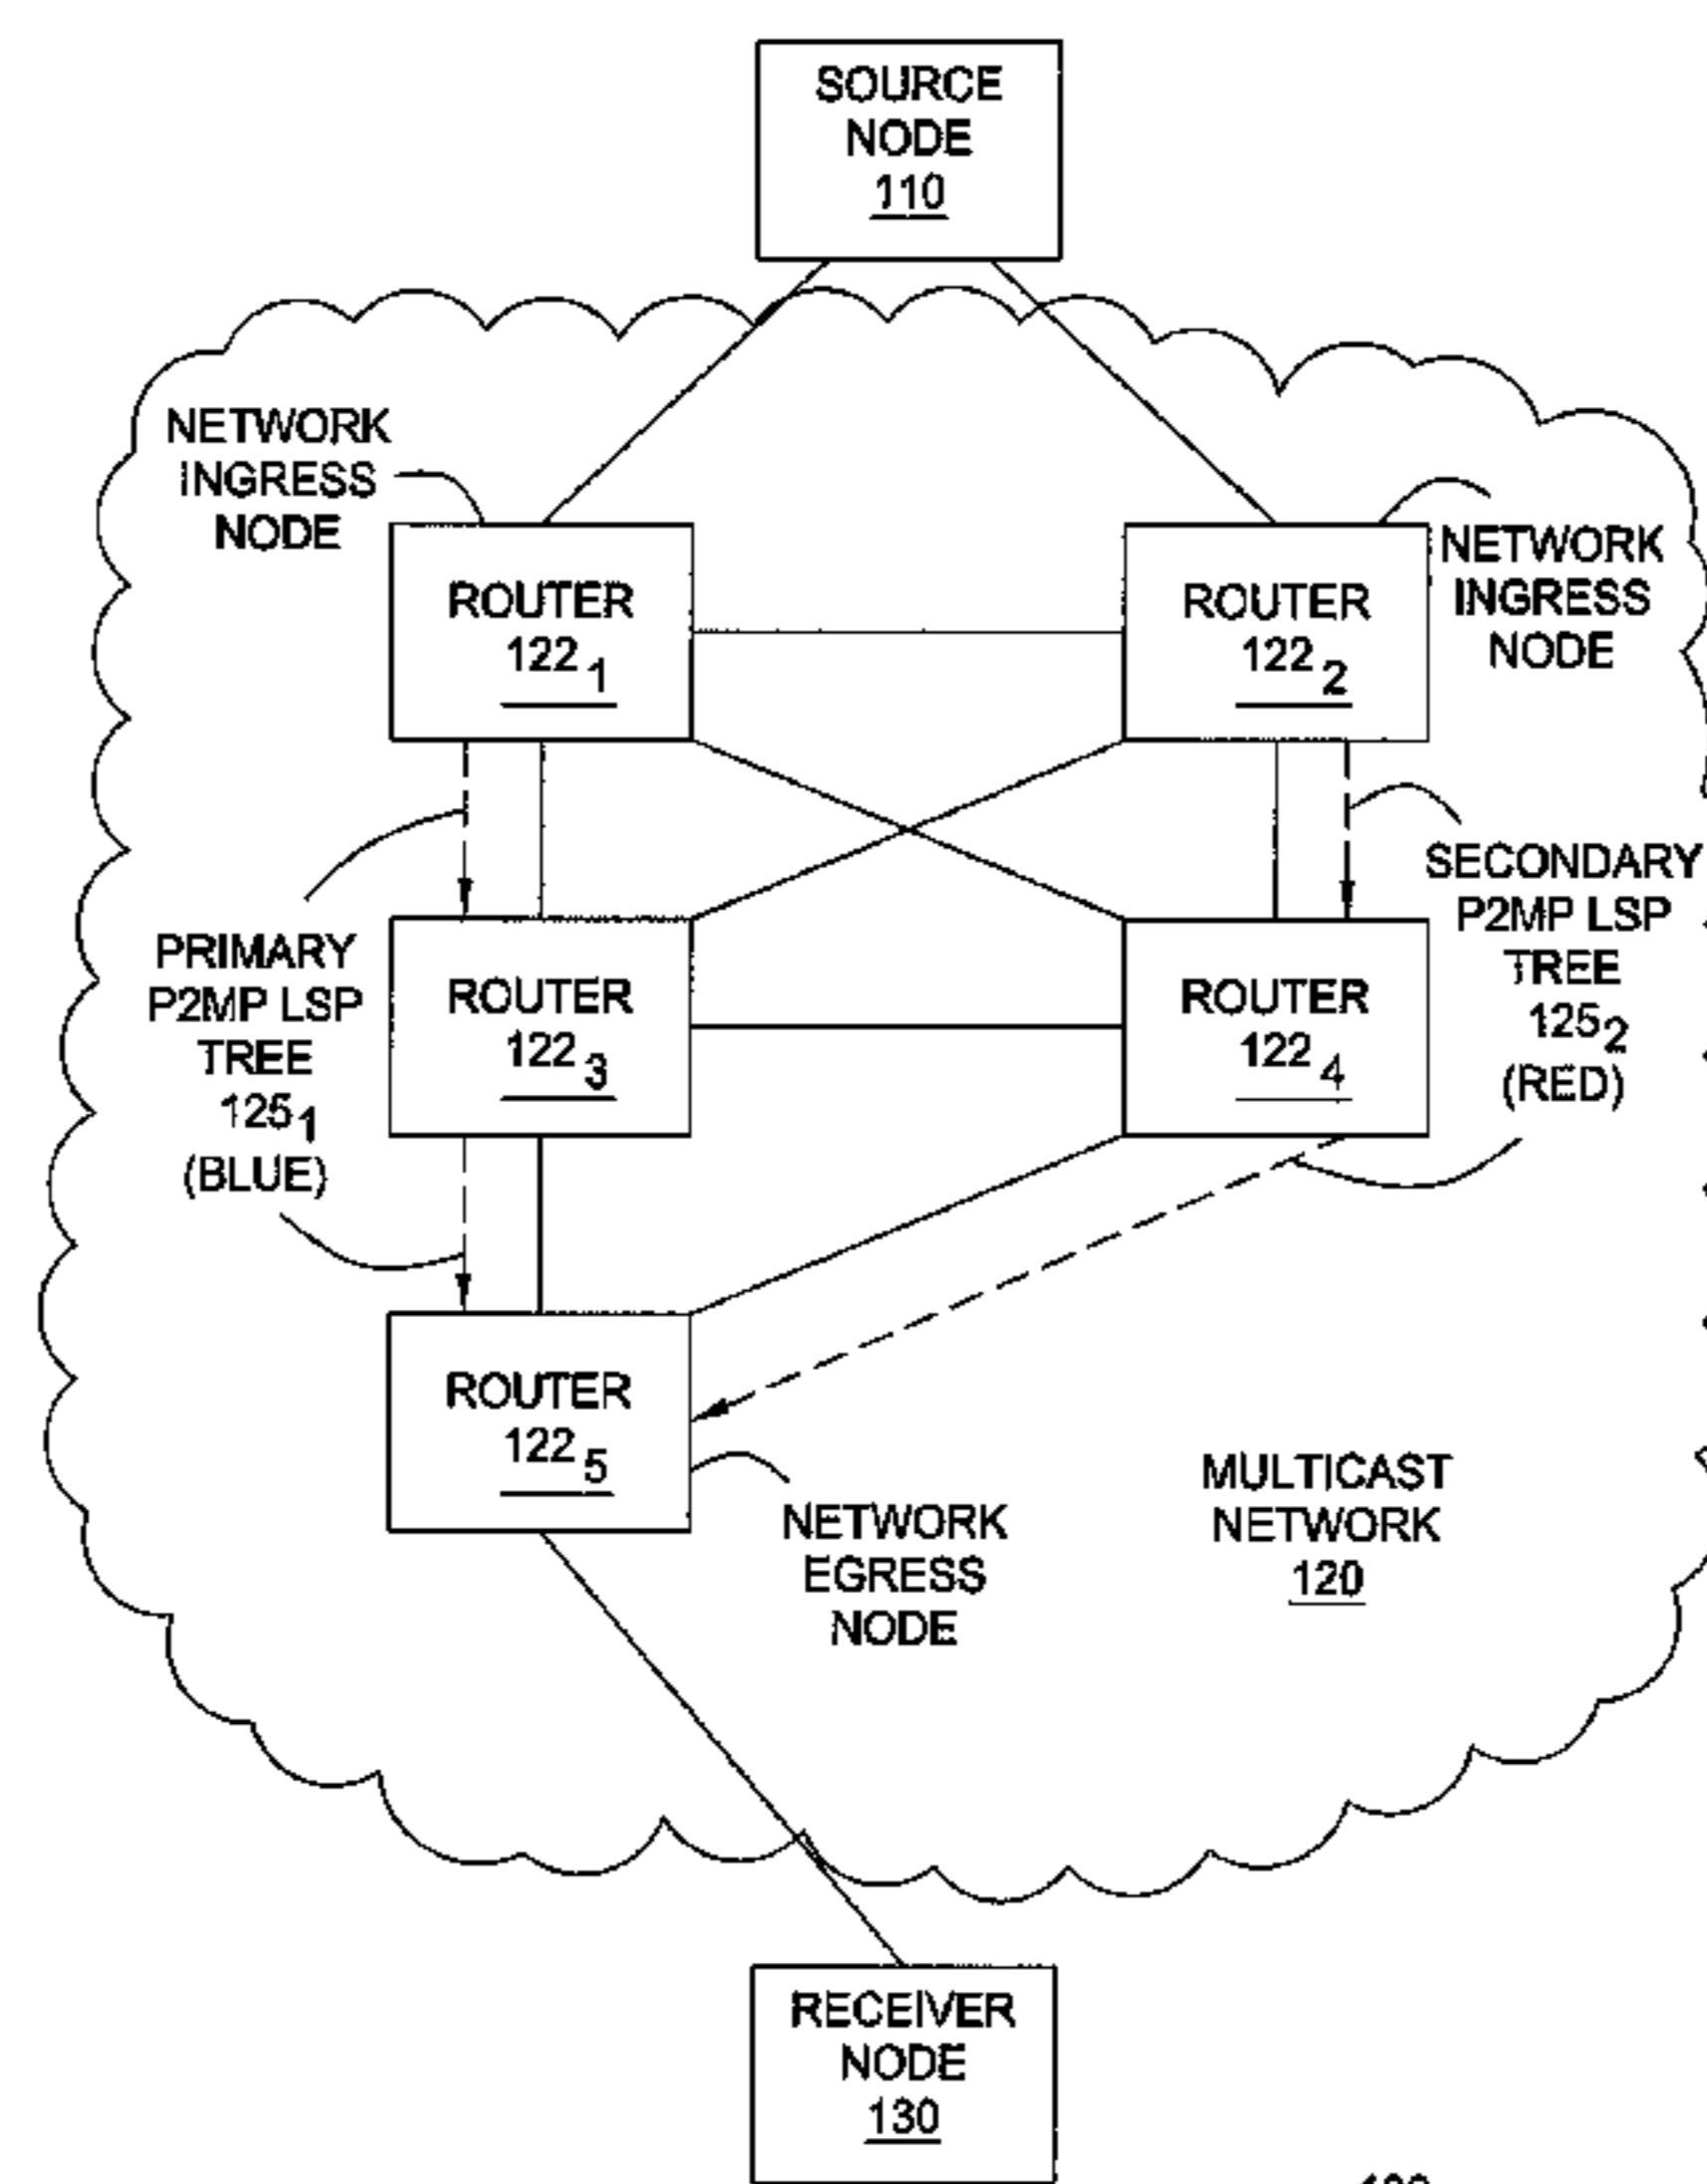 SOURCE
NODE
110
NETWORK
INGRESS
NODE
NETWORK
INGRESS
NODE
ROUTER
122 1
ROUTER
122 2
PRIMARY
P2MP LSP
TREE
125 1
(BLUE)
SECONDARY
P2MP LSP
TREE
125 2
(RED)
ROUTER
122 3
ROUTER
122 4
ROUTER
122 5
NETWORK
EGRESS
NODE
MULTICAST
NETWORK
120
RECEIVER
NODE
130